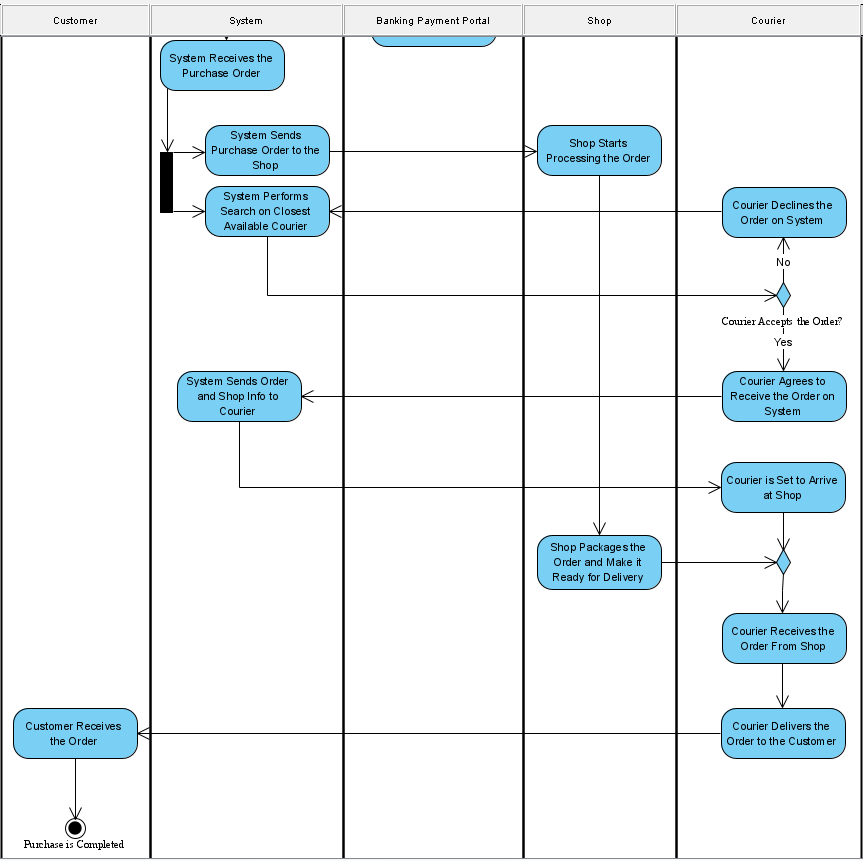 Customer
System
Banking Payment Portal
Shop
Courier
System Receives the
Purchase Order
System Sends
Purchase Order to the
Shop
Shop Starts
Processing the Order
System Performs
Search on Closest
Available Courier
Courier Declines the
Order on System
No
Courier Accepts the Order?
Yes
System Sends Order
and Shop Info to
Courier
Courier Agrees to
Receive the Order on
System
Courier is Set to Arrive
at Shop
Shop Packages the
Order and Make it
Ready for Delivery
Courier Receives the
Order From Shop
Customer Receives
the Order
Courier Delivers the
Order to the Customer
Purchase is Completed